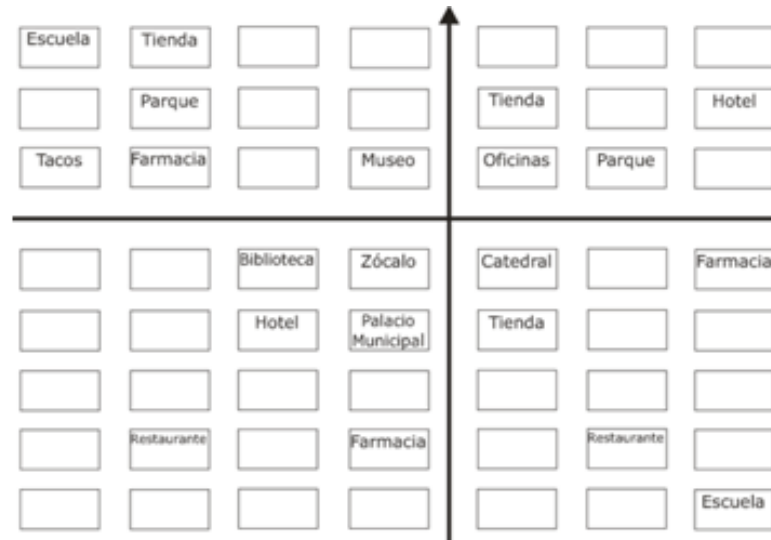 Escuela
Tienda
Parque
Tienda
Hotel
Tacos
Farmacia
Museo
Oficinas
Parque
Biblioteca
Zócalo
Catedral
Farmacia
Hotel
Palacio
Municipal
Tienda
Restaurante
Farmacia
Restaurante
Escuela